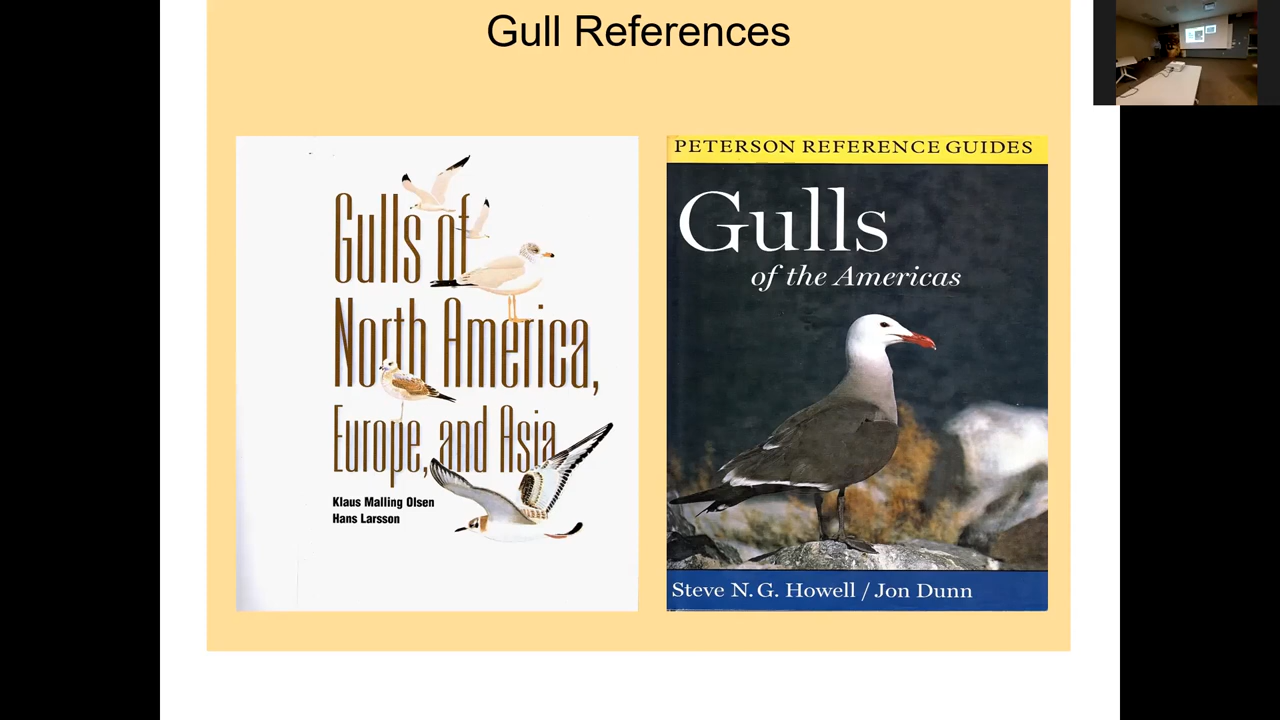 Gull References
Gulls of
North America,
Europe, and Asia
Klaus Malling Olsen
Hans Larsson
PETERSON REFERENCE GUIDES
Gulls
of the Americas
Steve N. G. Howell / Jon Dunn